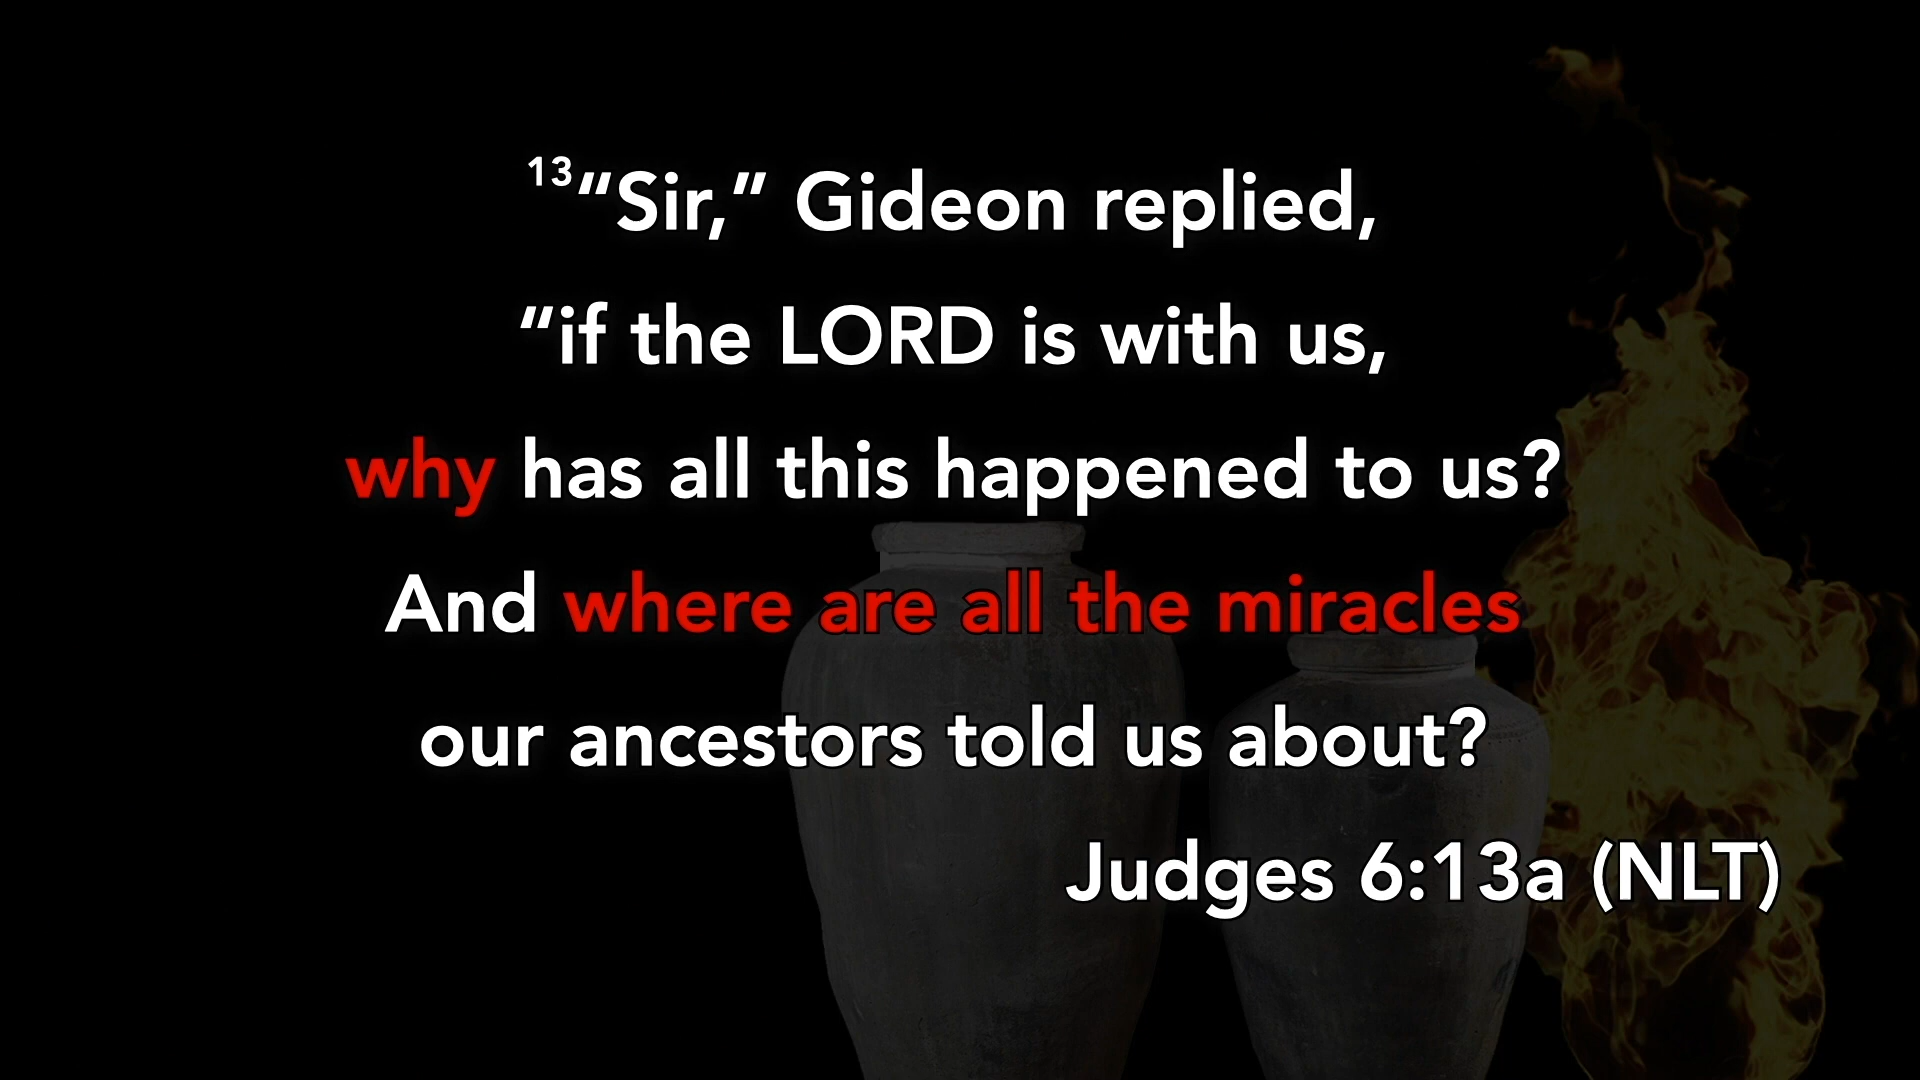 13“Sir,” Gideon replied,
“if the LORD is with us,
why has all this happened to us?
And where are all the miracles
our ancestors told us about?
Judges 6:13a (NLT)